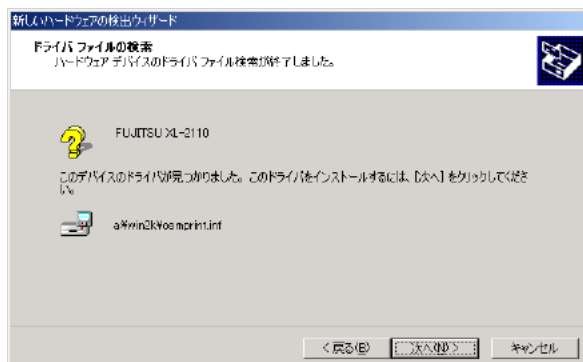 新しいハードウェアの検出ウィザード
ドライバ ファイルの検索
ハードウェア デバイスのドライバ ファイル検索が終了しました。
FUJITSU XL-2110
このデバイスのドライバが見つかりました。このドライバをインストールするには、[次へ] をクリックしてくださ
い。
a¥win2k¥oemprint.inf
< 戻る(B)
次へ(N) >
キャンセル